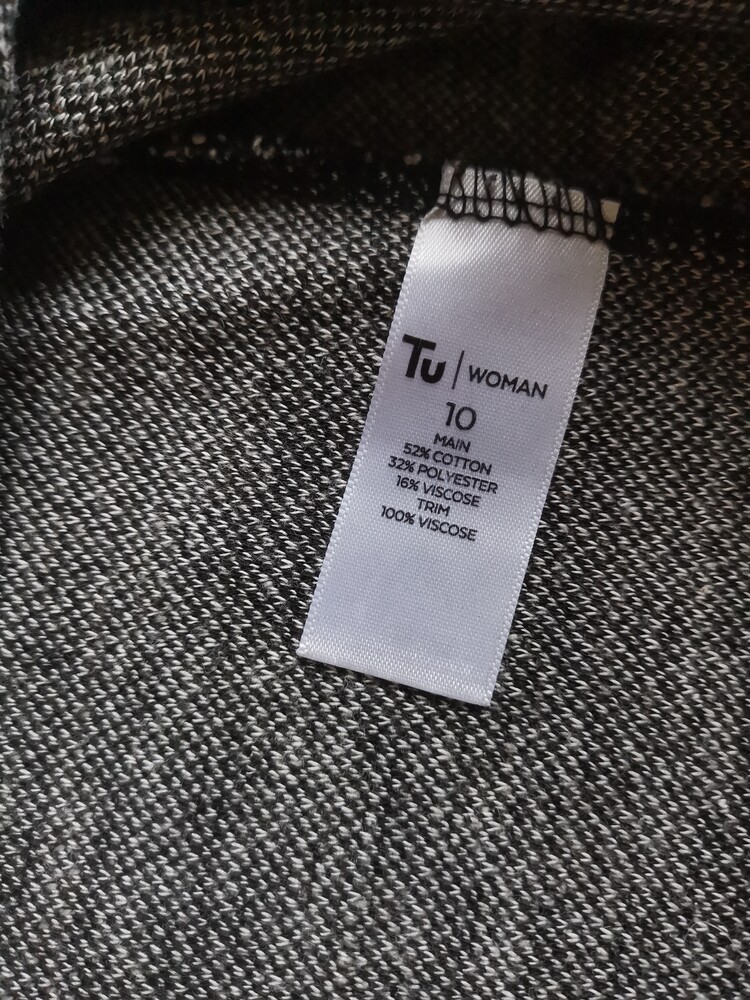 Tu | WOMAN
10
MAIN
52% COTTON
32% POLYESTER
16% VISCOSE
TRIM
100% VISCOSE